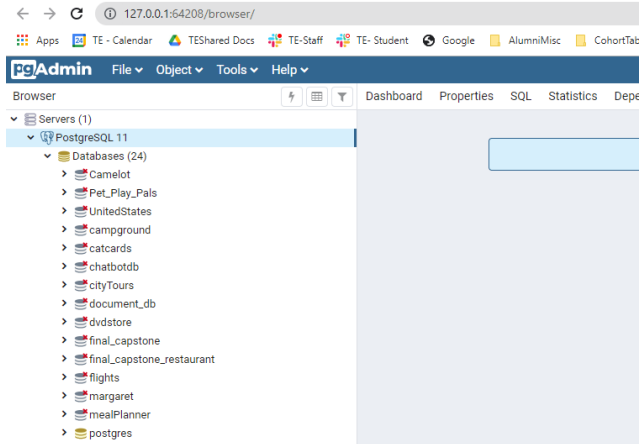 127.0.0.1:64208/browser/
Apps 24 TE - Calendar TEShared Docs TE-Staff TE- Student Google AlumniMisc CohortTab
pgAdmin File Object Tools Help
Browser Dashboard Properties SQL Statistics Depe
Servers (1)
PostgreSQL 11
Databases (24)
Camelot
Pet_Play_Pals
UnitedStates
campground
catcards
chatbotdb
cityTours
document_db
dvdstore
final_capstone
final_capstone_restaurant
flights
margaret
mealPlanner
postgres